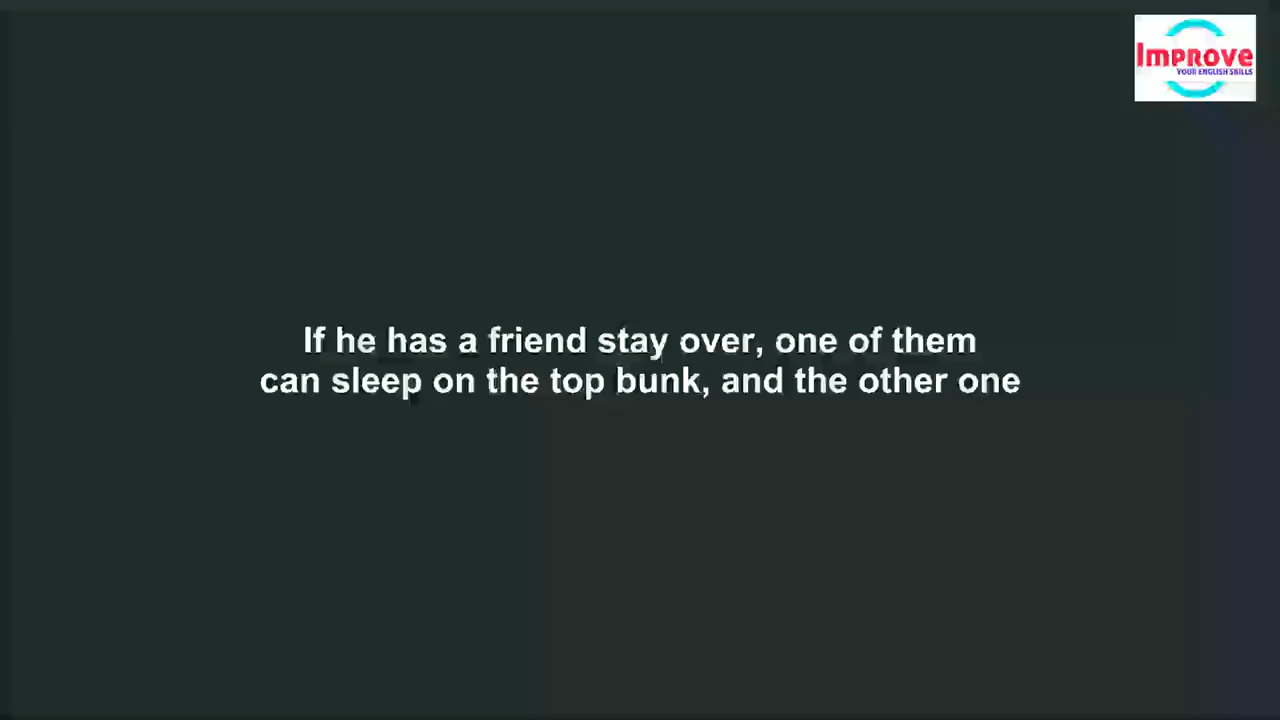 Improve
YOUR ENGLISH SKILLS
If he has a friend stay over, one of them
can sleep on the top bunk, and the other one